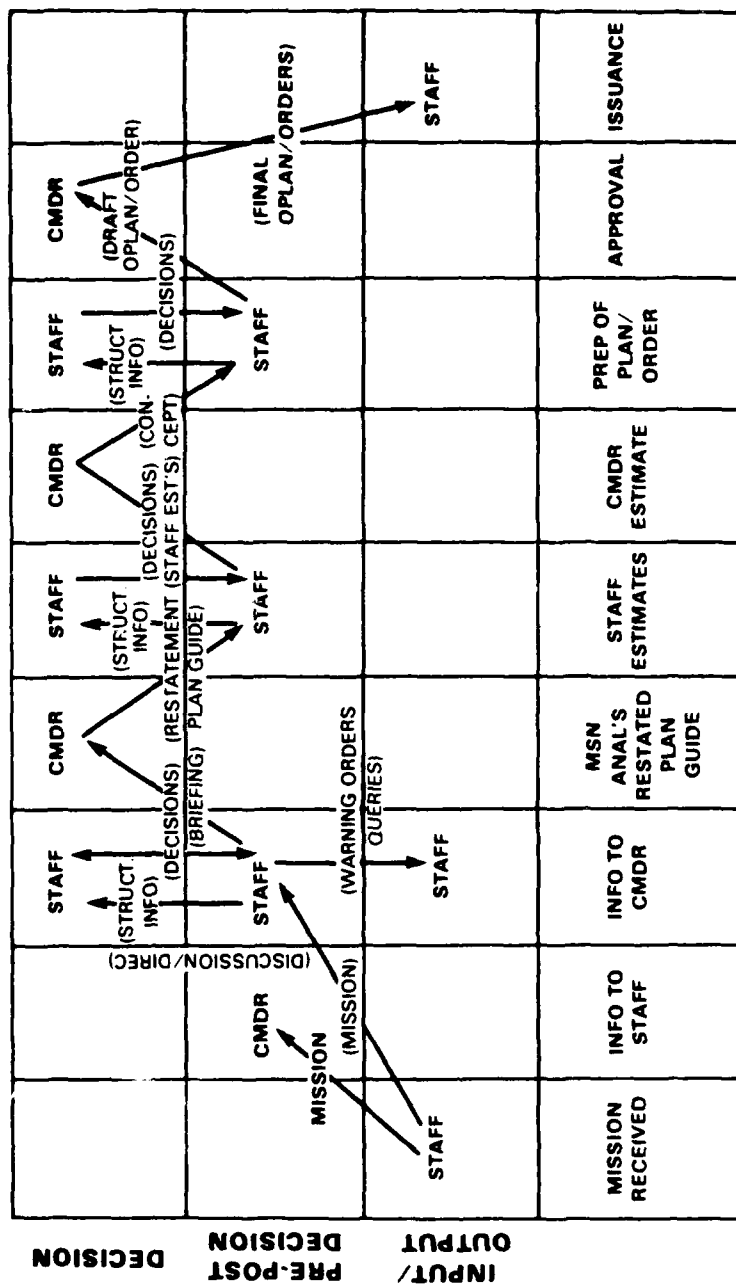 DECISION
STAFF
CMDR
STAFF
CMDR
STAFF
CMDR
(STRUCT.
INFO)
(STRUCT.
INFO)
(STRUCT
INFO)
(DRAFT
OPLAN/ORDER)
(DECISIONS)
(DECISIONS)
(DECISIONS)
(BRIEFING)
(RESTATEMENT
PLAN GUIDE)
(STAFF EST'S)
(CON-
CEPT)
PRE-POST
DECISION
(DISCUSSION/DIREC)
CMDR
STAFF
STAFF
STAFF
(FINAL
OPLAN/ORDERS)
MISSION
(MISSION)
(WARNING ORDERS
QUERIES)
INPUT/
OUTPUT
STAFF
STAFF
STAFF
MISSION
RECEIVED
INFO TO
STAFF
INFO TO
CMDR
MSN
ANAL'S
RESTATED
PLAN
GUIDE
STAFF
ESTIMATES
CMDR
ESTIMATE
PREP OF
PLAN/
ORDER
APPROVAL
ISSUANCE